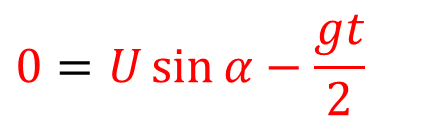 0 = U sin α − gt/2